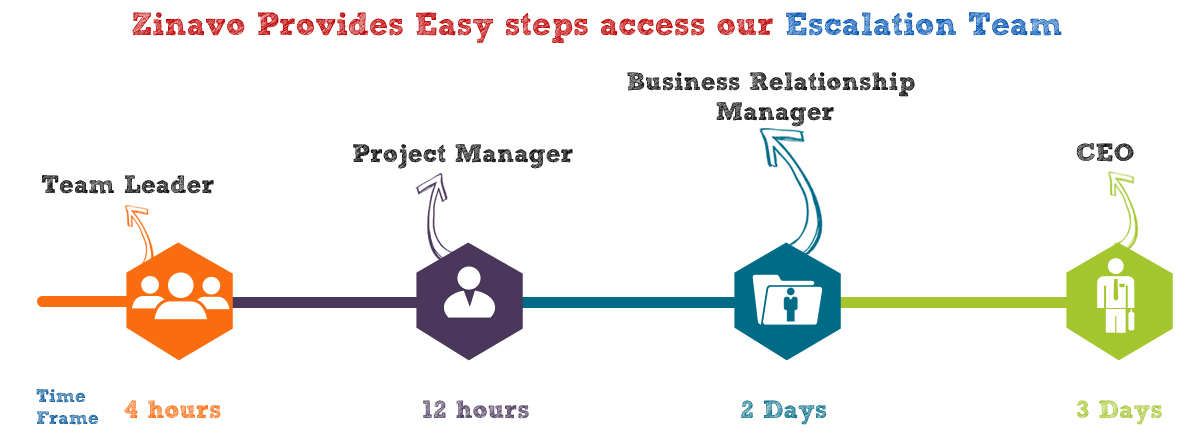 Zinavo Provides Easy steps access our Escalation Team
Business Relationship
Manager
Project Manager
CEO
Team Leader
Time
Frame
4 hours
12 hours
2 Days
3 Days